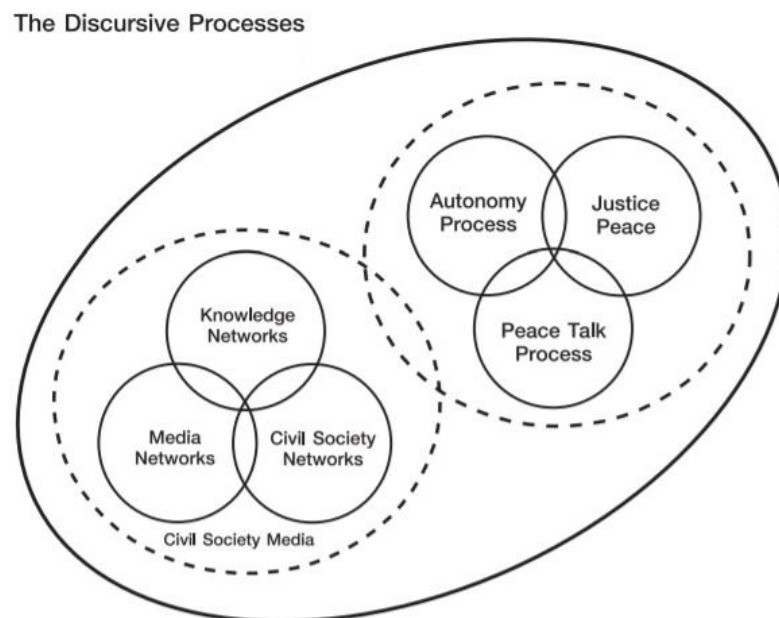 The Discursive Processes
Autonomy
Process
Justice
Peace
Peace Talk
Process
Knowledge
Networks
Media
Networks
Civil Society
Networks
Civil Society Media